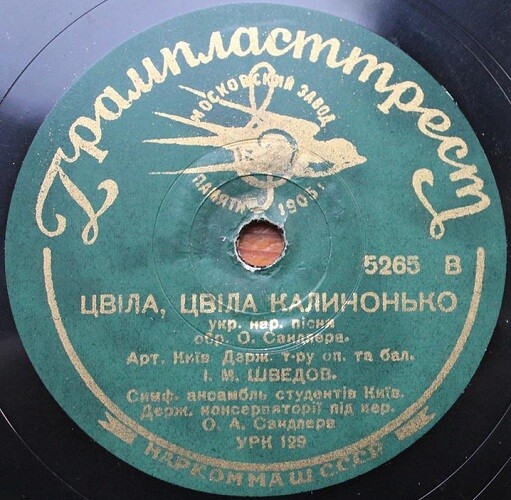 Грампласттрест
МОСКОВСКИЙ ЗАВОД
ПАМЯТИ 1905 г.
5265 В
ЦВІЛА, ЦВІЛА КАЛИНОНЬКО
укр. нар. пісня
обр. О. Сандлера.
Арт. Київ. Держ. т-ру оп. та бал.
І. М. ШВЕДОВ.
Симф. ансамбль студентів Київ.
Держ. консерваторії під кер.
О. А. Сандлера
УРК 129
НАРКОММАШ СССР